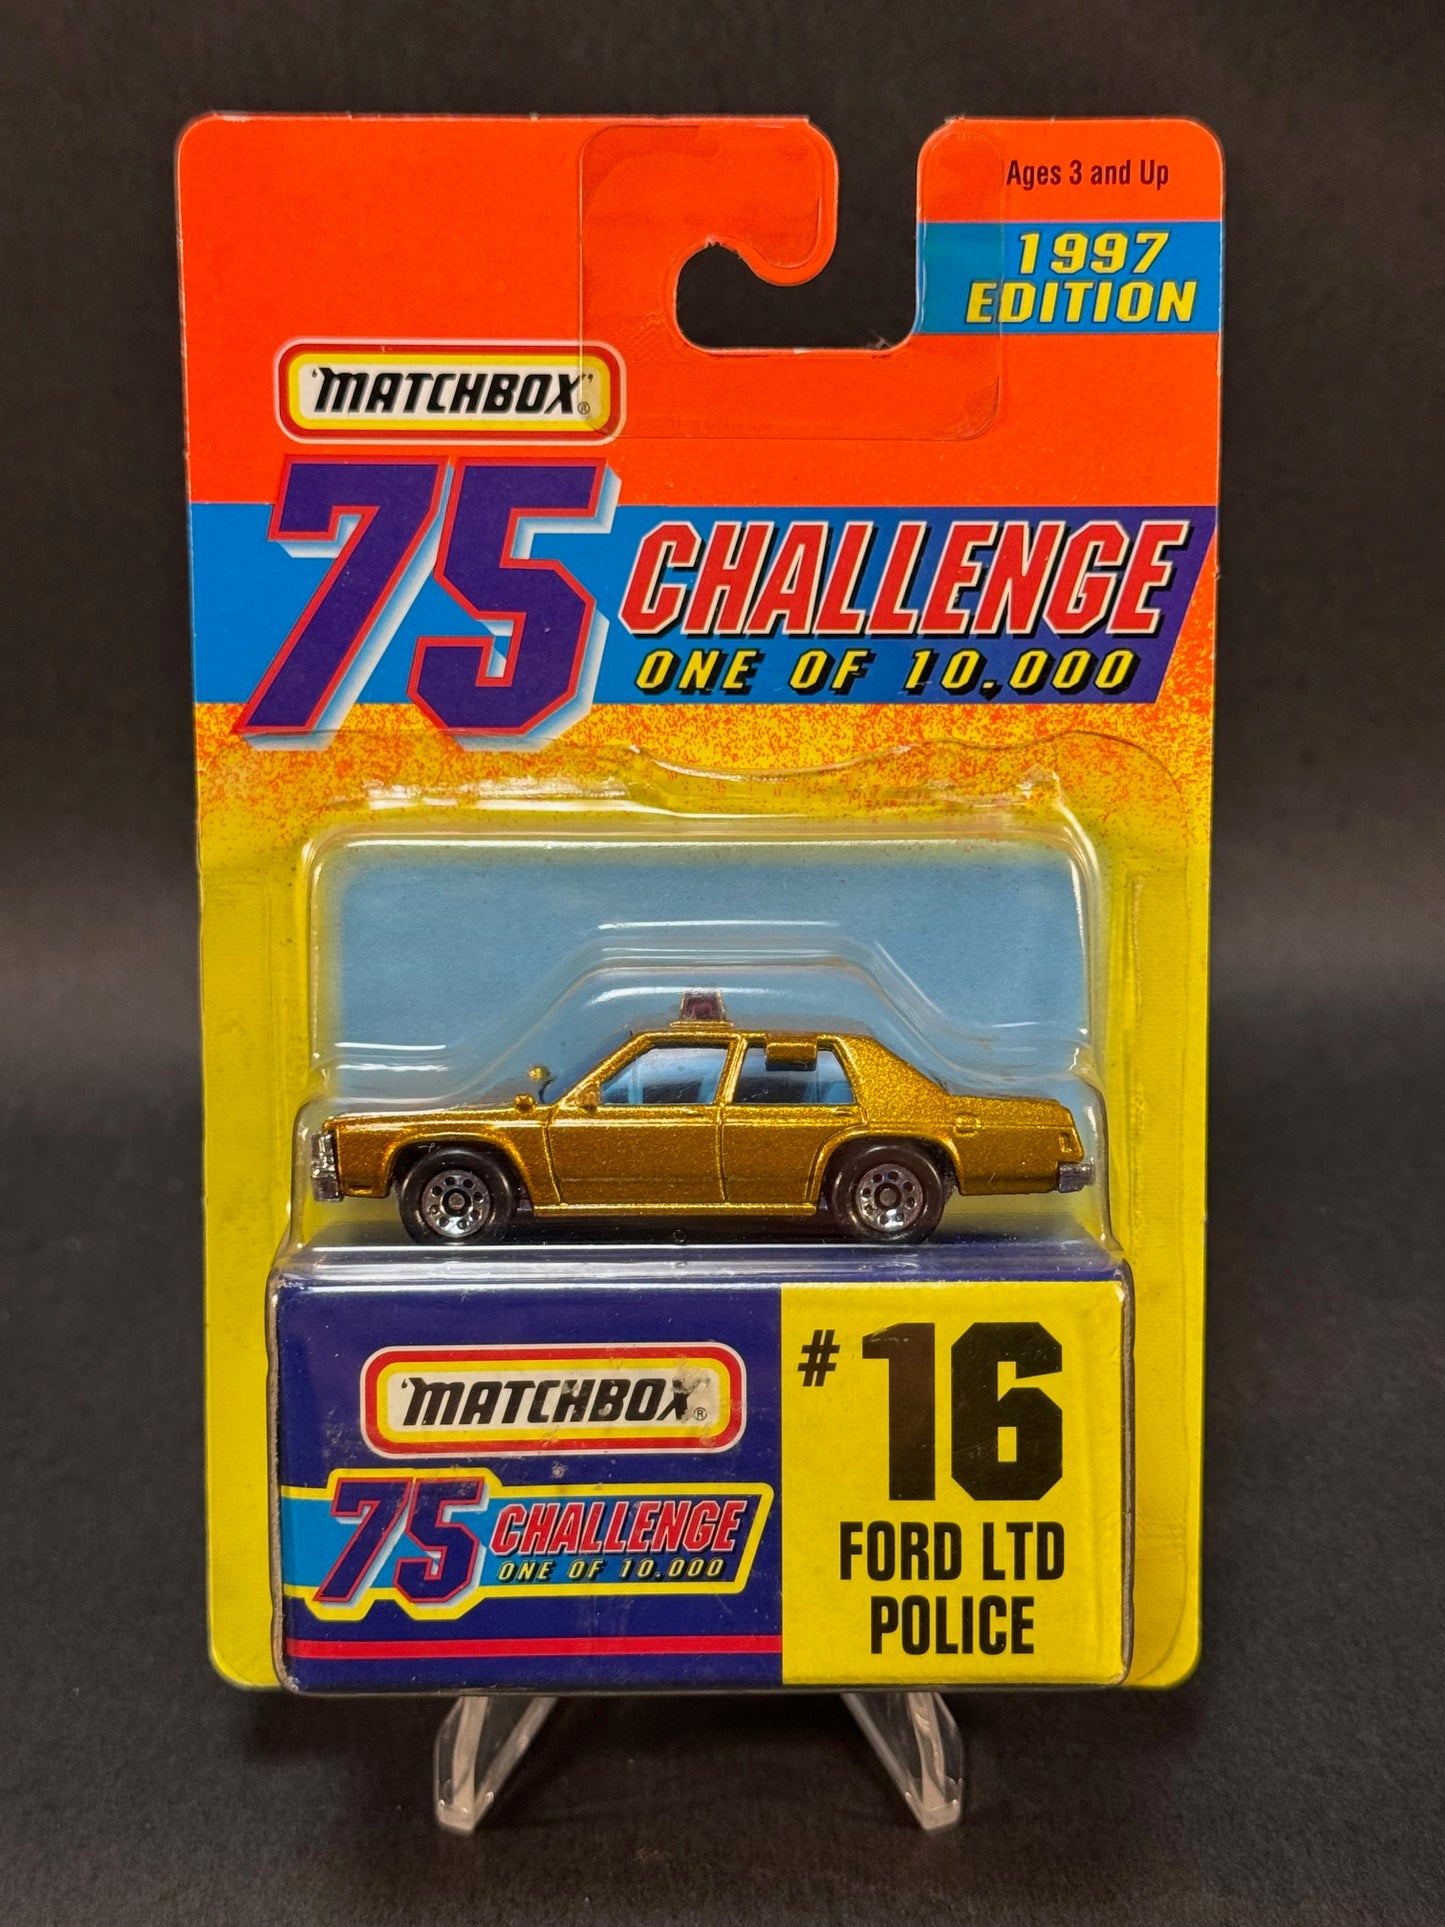 Ages 3 and Up
1997
EDITION
'MATCHBOX'®
75 CHALLENGE
ONE OF 10,000
'MATCHBOX'®
75 CHALLENGE
ONE OF 10,000
#16
FORD LTD
POLICE